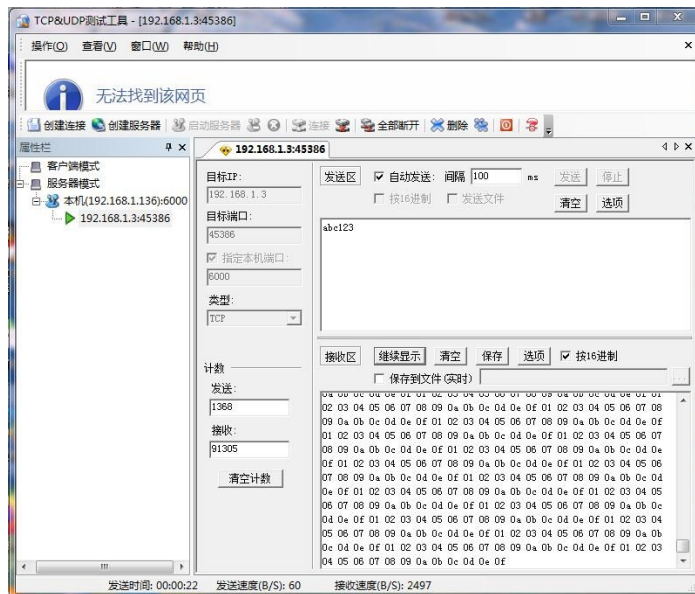 TCP&UDP测试工具 - [192.168.1.3:45386]
操作(O) 查看(V) 窗口(W) 帮助(H)
无法找到该网页
创建连接 创建服务器 启动服务器 连接 全部断开 删除
属性栏
客户端模式
服务器模式
本机(192.168.1.136):6000
192.168.1.3:45386
192.168.1.3:45386
目标IP:
192.168.1.3
目标端口:
45386
指定本机端口:
6000
类型:
TCP
计数
发送:
1368
接收:
91305
清空计数
发送区 自动发送: 间隔 100 ms 发送 停止
按16进制 发送文件 清空 选项
abc123
接收区 继续显示 清空 保存 选项 按16进制
保存到文件(实时)
02 03 04 05 06 07 08 09 0a 0b 0c 0d 0e 0f 01 02 03 04 05 06 07 08
09 0a 0b 0c 0d 0e 0f 01 02 03 04 05 06 07 08 09 0a 0b 0c 0d 0e 0f
01 02 03 04 05 06 07 08 09 0a 0b 0c 0d 0e 0f 01 02 03 04 05 06 07
08 09 0a 0b 0c 0d 0e 0f 01 02 03 04 05 06 07 08 09 0a 0b 0c 0d 0e
0f 01 02 03 04 05 06 07 08 09 0a 0b 0c 0d 0e 0f 01 02 03 04 05 06
07 08 09 0a 0b 0c 0d 0e 0f 01 02 03 04 05 06 07 08 09 0a 0b 0c 0d
0e 0f 01 02 03 04 05 06 07 08 09 0a 0b 0c 0d 0e 0f 01 02 03 04 05
06 07 08 09 0a 0b 0c 0d 0e 0f 01 02 03 04 05 06 07 08 09 0a 0b 0c
0d 0e 0f 01 02 03 04 05 06 07 08 09 0a 0b 0c 0d 0e 0f 01 02 03 04
05 06 07 08 09 0a 0b 0c 0d 0e 0f 01 02 03 04 05 06 07 08 09 0a 0b
0c 0d 0e 0f 01 02 03 04 05 06 07 08 09 0a 0b 0c 0d 0e 0f 01 02 03
04 05 06 07 08 09 0a 0b 0c 0d 0e 0f
发送时间: 00:00:22 发送速度(B/S): 60 接收速度(B/S): 2497